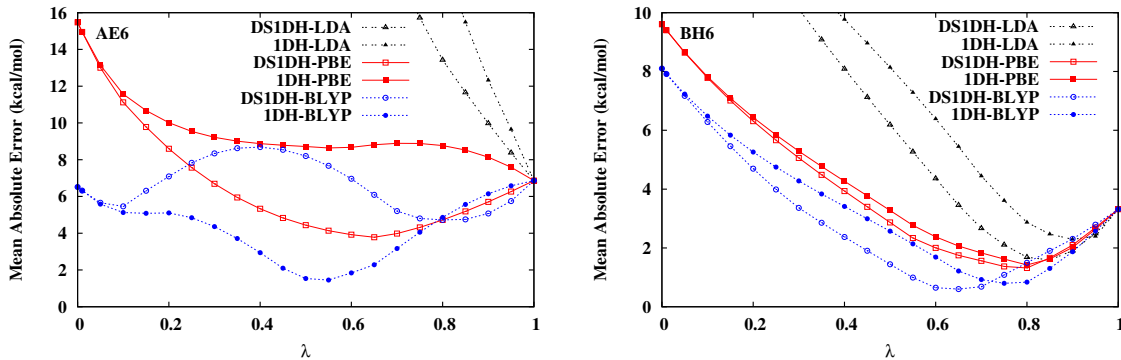 AE6
DS1DH-LDA
1DH-LDA
DS1DH-PBE
1DH-PBE
DS1DH-BLYP
1DH-BLYP
Mean Absolute Error (kcal/mol)
16
14
12
10
8
6
4
2
0
0 0.2 0.4 0.6 0.8 1
λ
BH6
DS1DH-LDA
1DH-LDA
DS1DH-PBE
1DH-PBE
DS1DH-BLYP
1DH-BLYP
Mean Absolute Error (kcal/mol)
10
8
6
4
2
0
0 0.2 0.4 0.6 0.8 1
λ